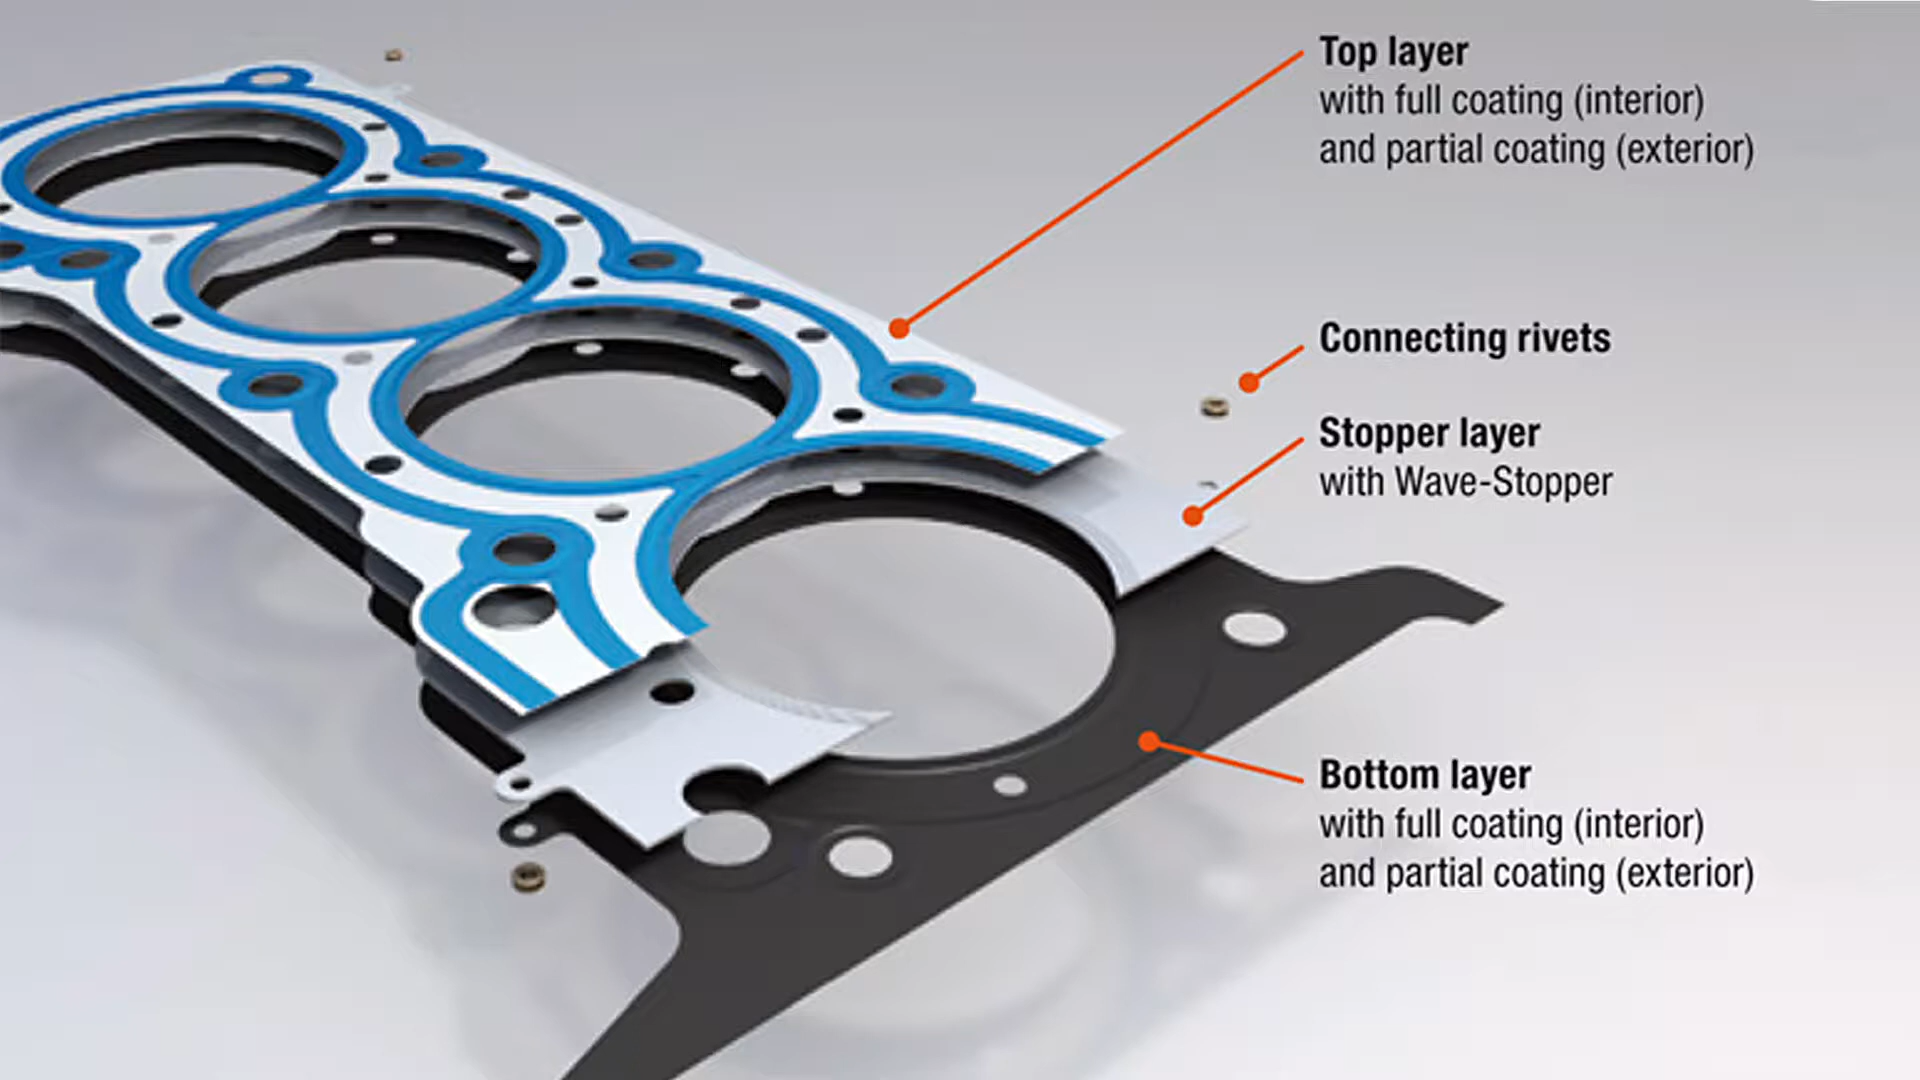 Top layer
with full coating (interior)
and partial coating (exterior)
Connecting rivets
Stopper layer
with Wave-Stopper
Bottom layer
with full coating (interior)
and partial coating (exterior)